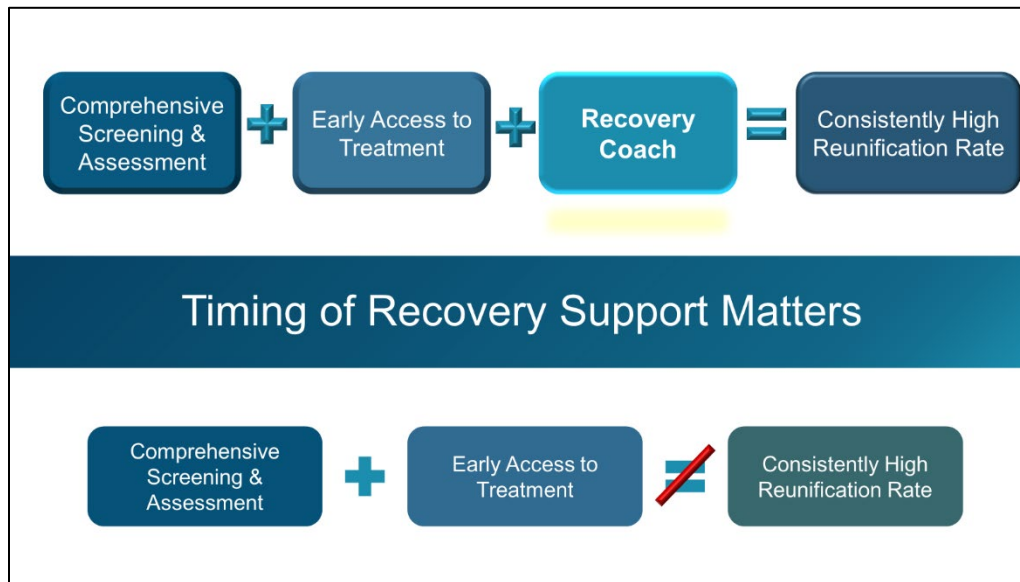 Comprehensive
Screening &
Assessment
+
Early Access to
Treatment
+
Recovery
Coach
=
Consistently High
Reunification Rate
Timing of Recovery Support Matters
Comprehensive
Screening &
Assessment
+
Early Access to
Treatment
≠
Consistently High
Reunification Rate